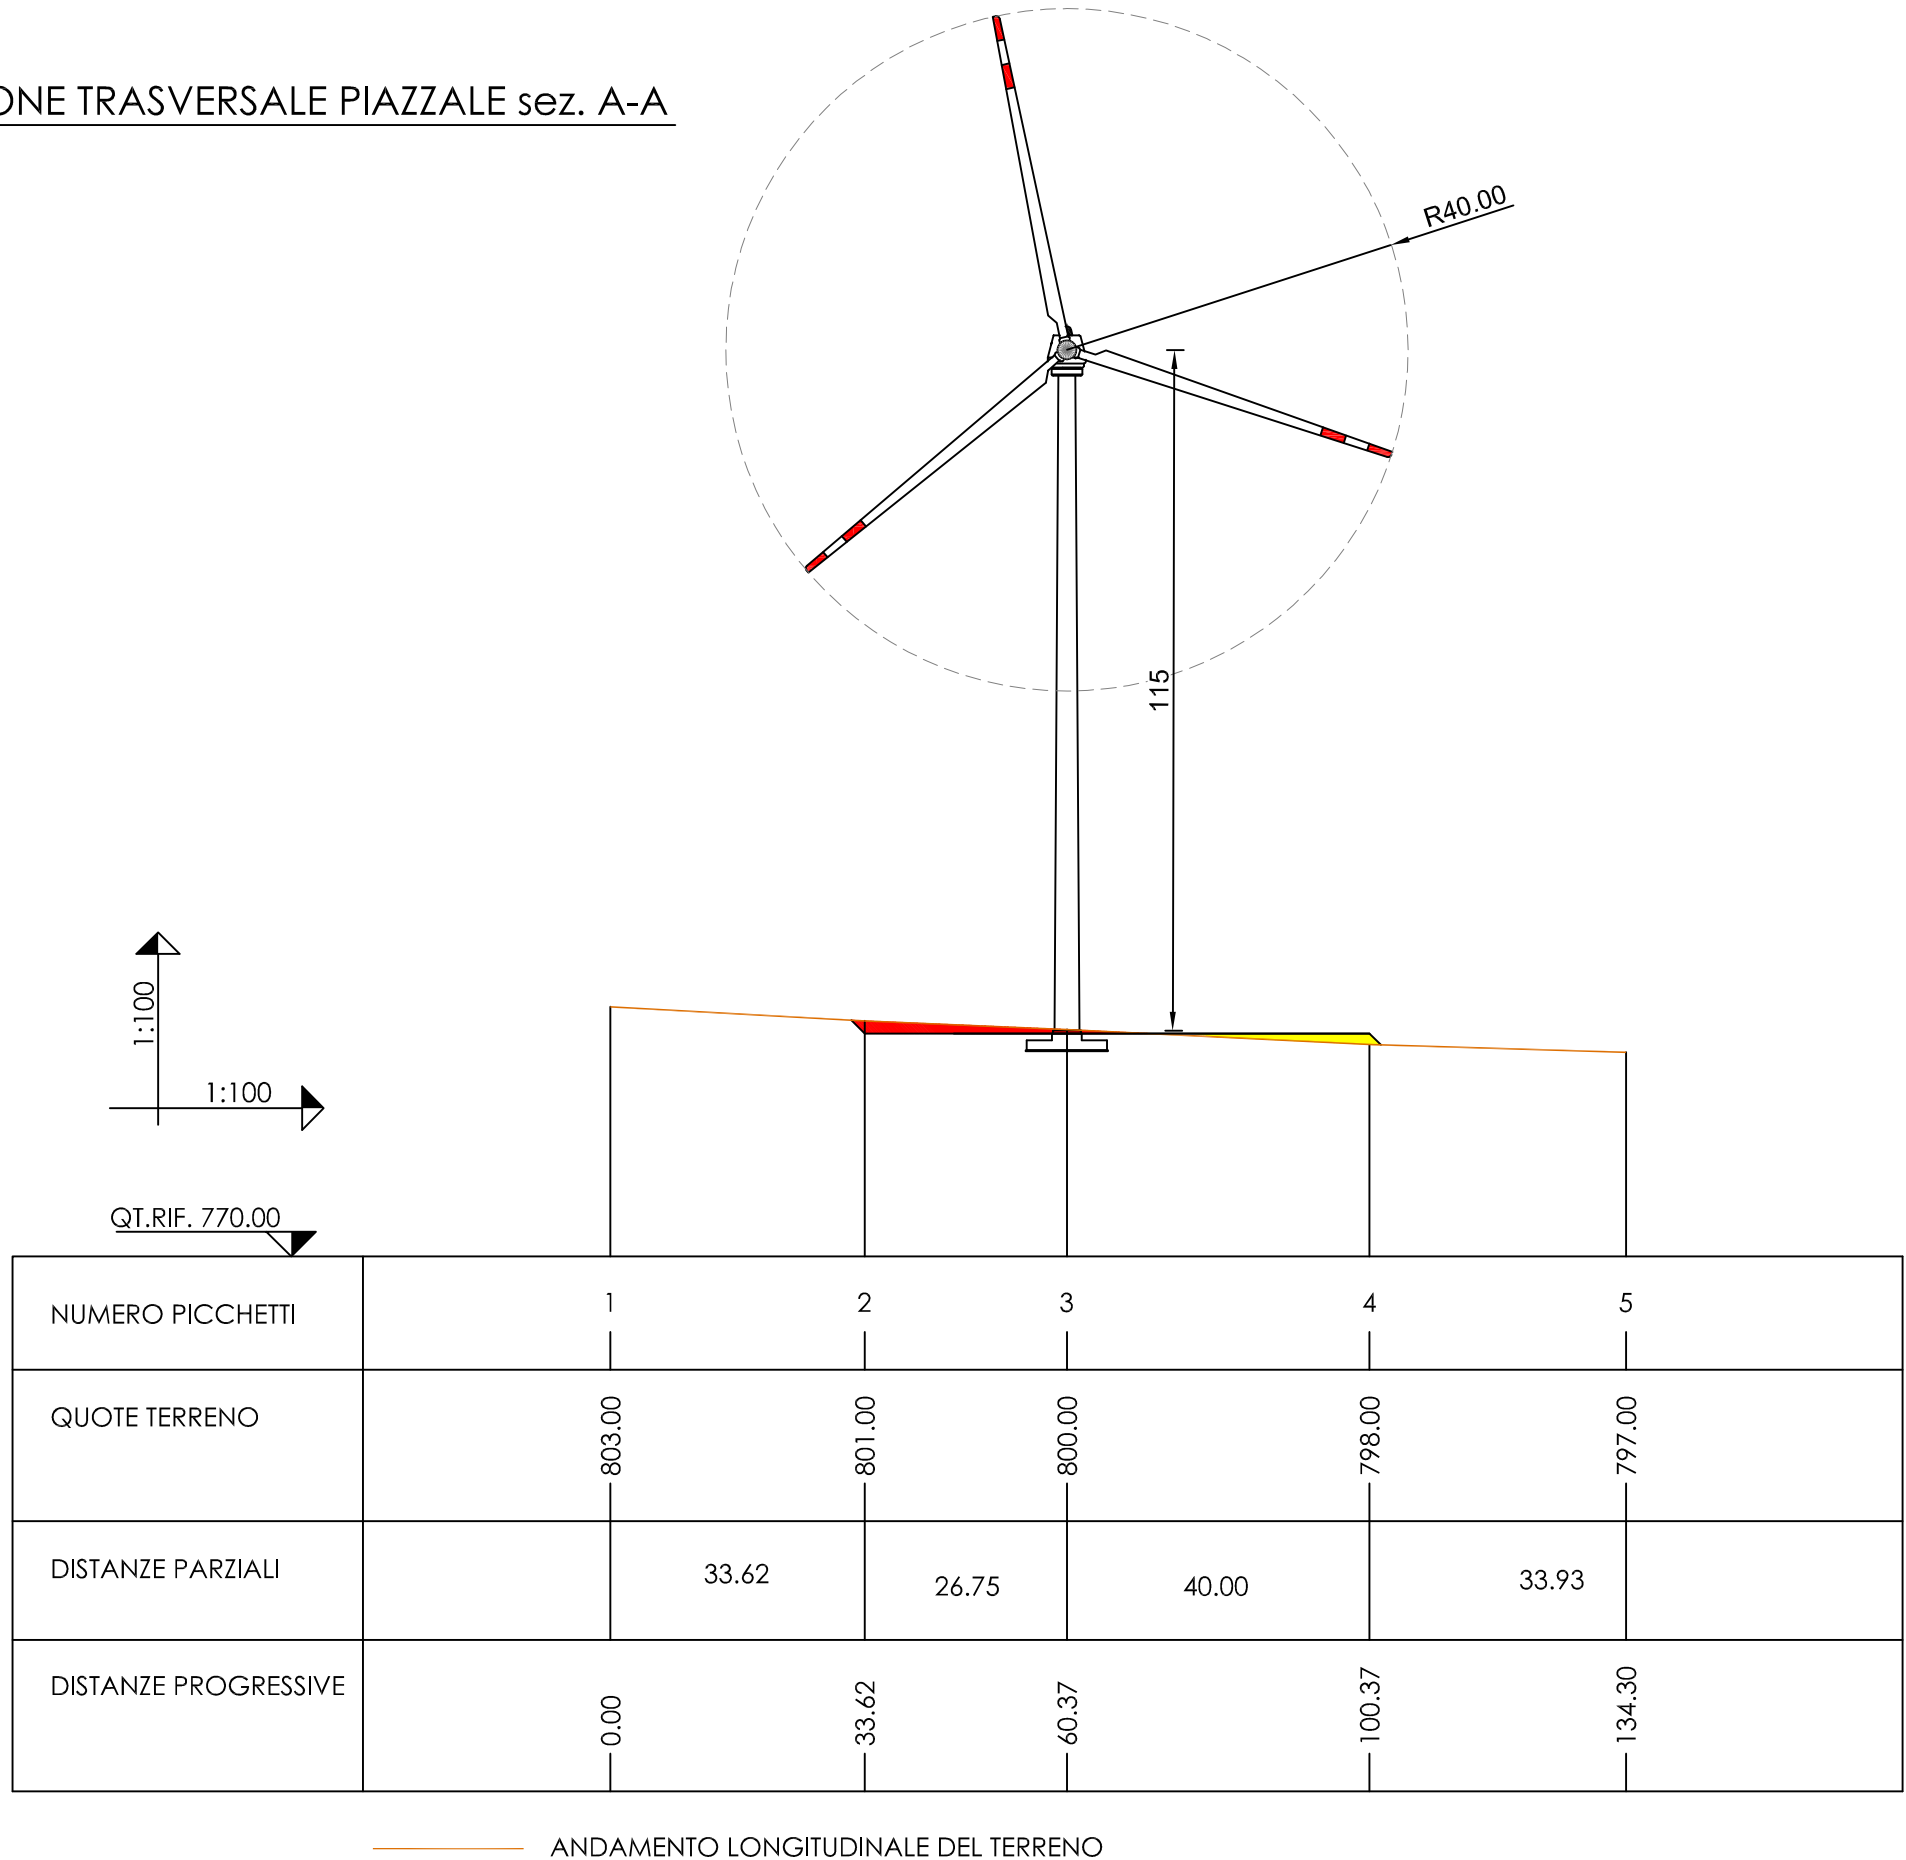 ONE TRASVERSALE PIAZZALE sez. A-A
R40.00
115
1:100
1:100
QT.RIF. 770.00
NUMERO PICCHETTI 1 2 3 4 5
QUOTE TERRENO 803.00 801.00 800.00 798.00 797.00
DISTANZE PARZIALI 33.62 26.75 40.00 33.93
DISTANZE PROGRESSIVE 0.00 33.62 60.37 100.37 134.30
ANDAMENTO LONGITUDINALE DEL TERRENO